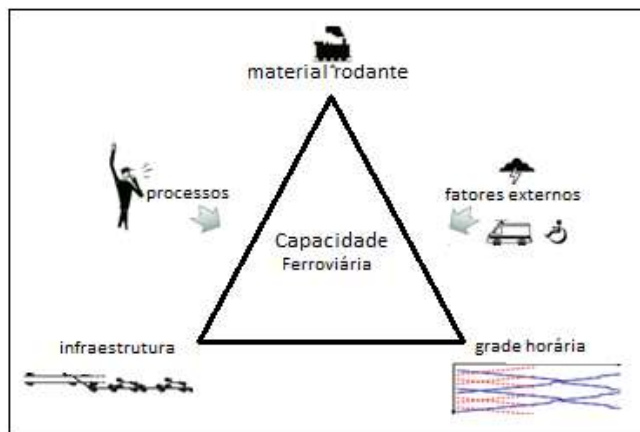 material rodante
processos
fatores externos
Capacidade
Ferroviária
infraestrutura
grade horária